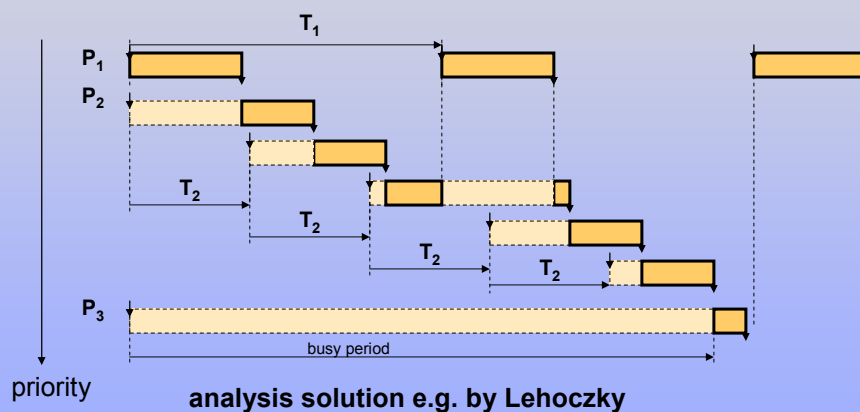 T1
P1
P2
T2
T2
T2
T2
P3
busy period
priority
analysis solution e.g. by Lehoczky